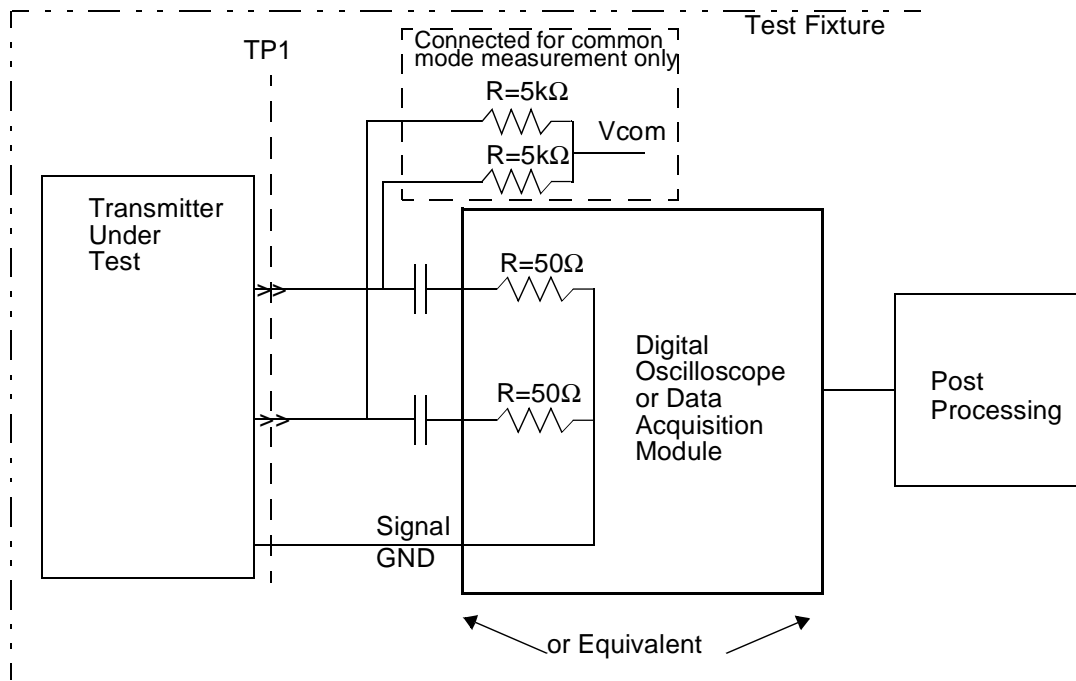 Test Fixture
TP1
Connected for common
mode measurement only
R=5kΩ
Vcom
R=5kΩ
Transmitter
Under
Test
R=50Ω
R=50Ω
Digital
Oscilloscope
or Data
Acquisition
Module
Post
Processing
Signal
GND
or Equivalent